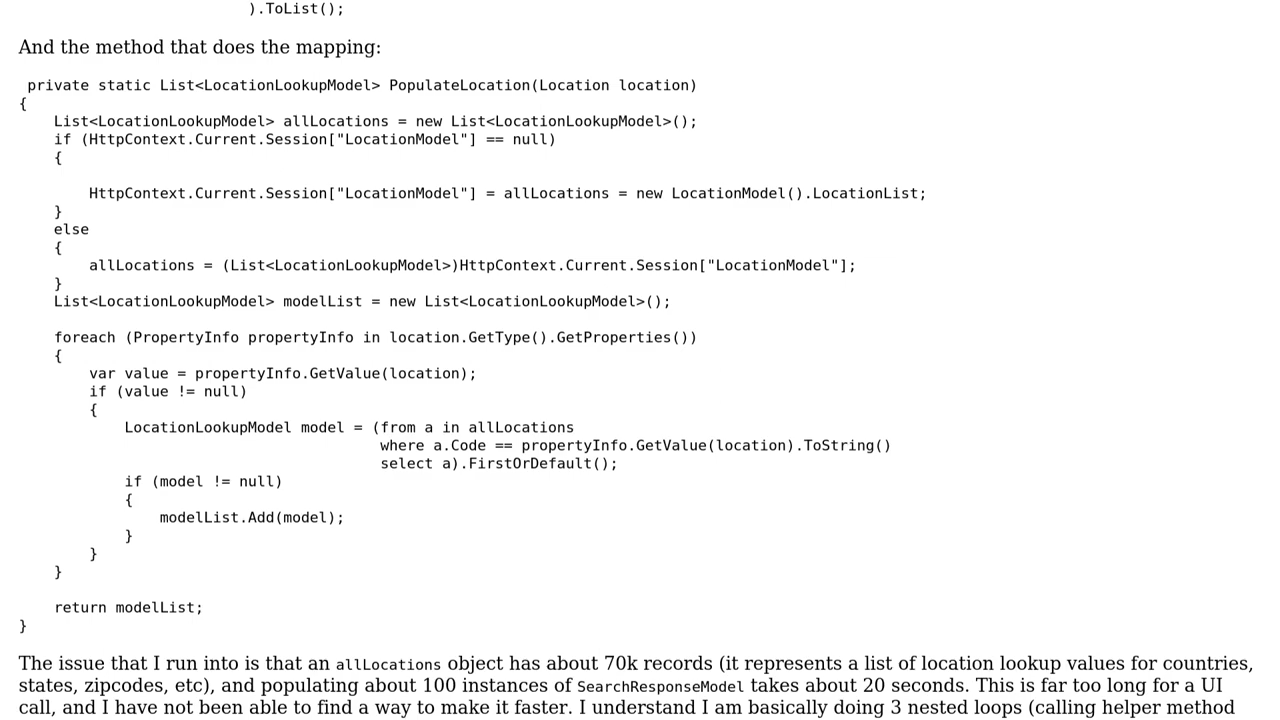 ).ToList();
And the method that does the mapping:
 private static List<LocationLookupModel> PopulateLocation(Location location)
{
    List<LocationLookupModel> allLocations = new List<LocationLookupModel>();
    if (HttpContext.Current.Session["LocationModel"] == null)
    {
        HttpContext.Current.Session["LocationModel"] = allLocations = new LocationModel().LocationList;
    }
    else
    {
        allLocations = (List<LocationLookupModel>)HttpContext.Current.Session["LocationModel"];
    }
    List<LocationLookupModel> modelList = new List<LocationLookupModel>();
    foreach (PropertyInfo propertyInfo in location.GetType().GetProperties())
    {
        var value = propertyInfo.GetValue(location);
        if (value != null)
        {
            LocationLookupModel model = (from a in allLocations
                                         where a.Code == propertyInfo.GetValue(location).ToString()
                                         select a).FirstOrDefault();
            if (model != null)
            {
                modelList.Add(model);
            }
        }
    }
    return modelList;
}
The issue that I run into is that an allLocations object has about 70k records (it represents a list of location lookup values for countries,
states, zipcodes, etc), and populating about 100 instances of SearchResponseModel takes about 20 seconds. This is far too long for a UI
call, and I have not been able to find a way to make it faster. I understand I am basically doing 3 nested loops (calling helper method